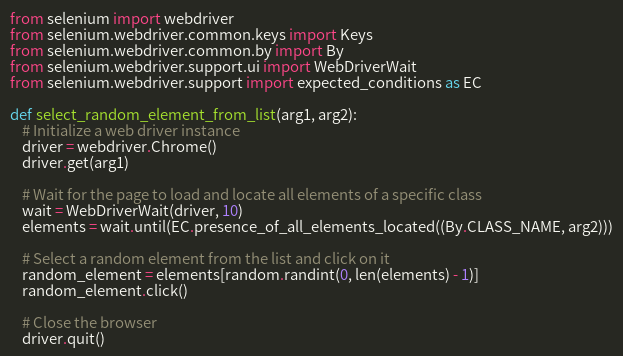 from selenium import webdriver
from selenium.webdriver.common.keys import Keys
from selenium.webdriver.common.by import By
from selenium.webdriver.support.ui import WebDriverWait
from selenium.webdriver.support import expected_conditions as EC

def select_random_element_from_list(arg1, arg2):
    # Initialize a web driver instance
    driver = webdriver.Chrome()
    driver.get(arg1)

    # Wait for the page to load and locate all elements of a specific class
    wait = WebDriverWait(driver, 10)
    elements = wait.until(EC.presence_of_all_elements_located((By.CLASS_NAME, arg2)))

    # Select a random element from the list and click on it
    random_element = elements[random.randint(0, len(elements) - 1)]
    random_element.click()

    # Close the browser
    driver.quit()